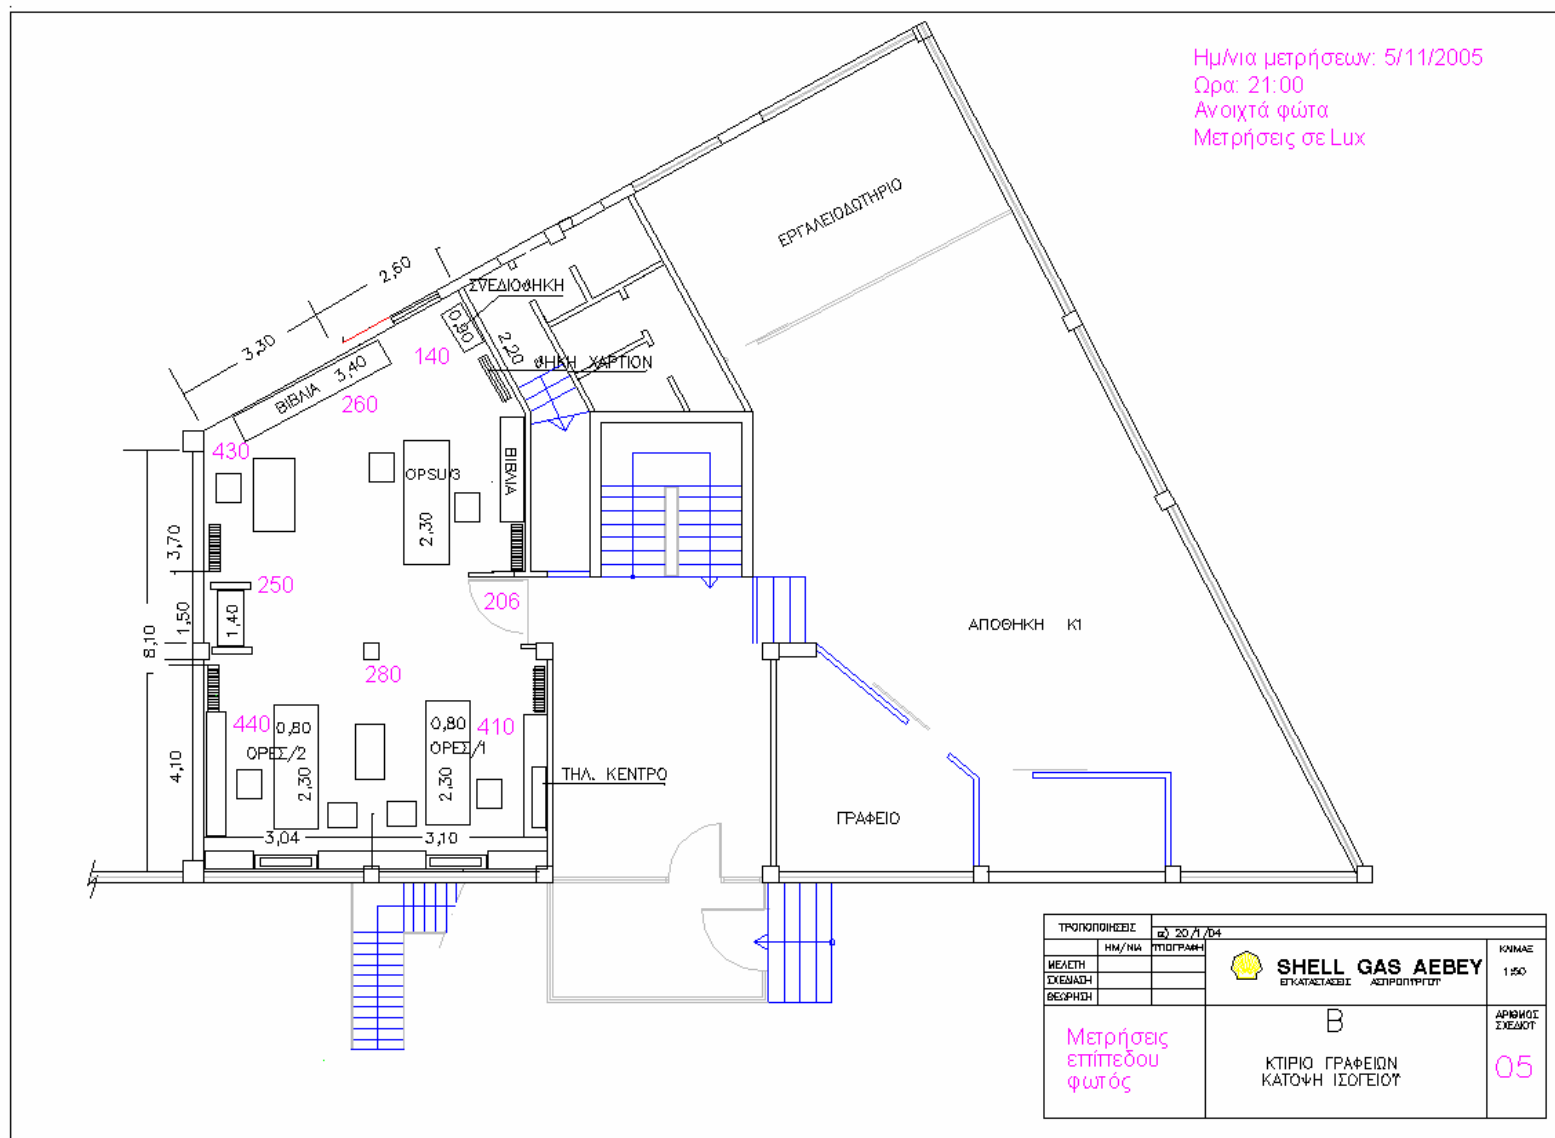 Ημ/νια μετρήσεων: 5/11/2005
Ωρα: 21:00
Ανοιχτά φώτα
Μετρήσεις σε Lux
ΕΡΓΑΛΕΙΟΔΩΤΗΡΙΟ
2,60
3,30
ΣΥΕΔΙΟϑΗΚΗ
0,80
2,20
140
ϑΗΚΗ ΧΑΡΤΙΟΝ
ΒΙΒΛΙΑ 3,40
260
430
OPSU/3
ΒΙΒΛΙΑ
2,30
3,70
250
206
1,50
1,40
8,10
ΑΠΟΘΗΚΗ Κ1
280
440
0,80
0,80
410
ΟΡΕΣ/2
ΟΡΕΣ/1
4,10
2,30
2,30
ΤΗΛ. ΚΕΝΤΡΟ
ΓΡΑΦΕΙΟ
3,04
3,10
ΤΡΟΠΟΠΟΙΗΣΕΙΣ
α) 20/1/04
ΗΜ/ΝΙΑ
ΥΠΟΓΡΑΦΗ
ΜΕΛΕΤΗ
ΣΧΕΔΙΑΣΗ
ΘΕΩΡΗΣΗ
SHELL GAS AEBEY
ΕΓΚΑΤΑΣΤΑΣΕΙΣ ΑΣΠΡΟΠΥΡΓΟΥ
ΚΛΙΜΑΞ
1:50
Μετρήσεις
επίπεδου
φωτός
B
ΚΤΙΡΙΟ ΓΡΑΦΕΙΩΝ
ΚΑΤΟΨΗ ΙΣΟΓΕΙΟΥ
ΑΡΙΘΜΟΣ
ΣΧΕΔΙΟΥ
05